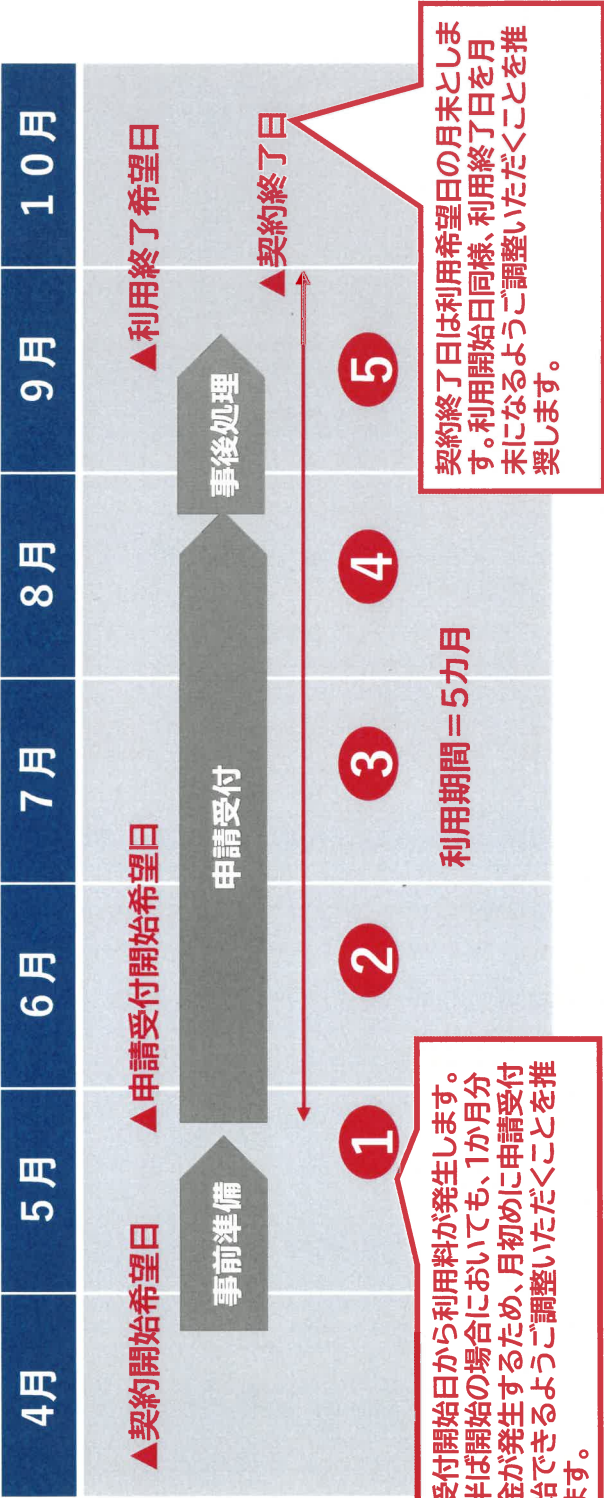 4月
5月
6月
7月
8月
9月
10月
▲契約開始希望日
▲申請受付開始希望日
▲利用終了希望日
事前準備
申請受付
事後処理
▲契約終了日
1
2
3
4
5
利用期間=5カ月
受付開始日から利用料が発生します。
半ば開始の場合においても、1か月分
金が発生するため、月初めに申請受付
始できるようご調整いただくことを推
ます。
契約終了日は利用希望日の月末としま
す。利用開始日同様、利用終了日を月
末になるようご調整いただくことを推
奨します。